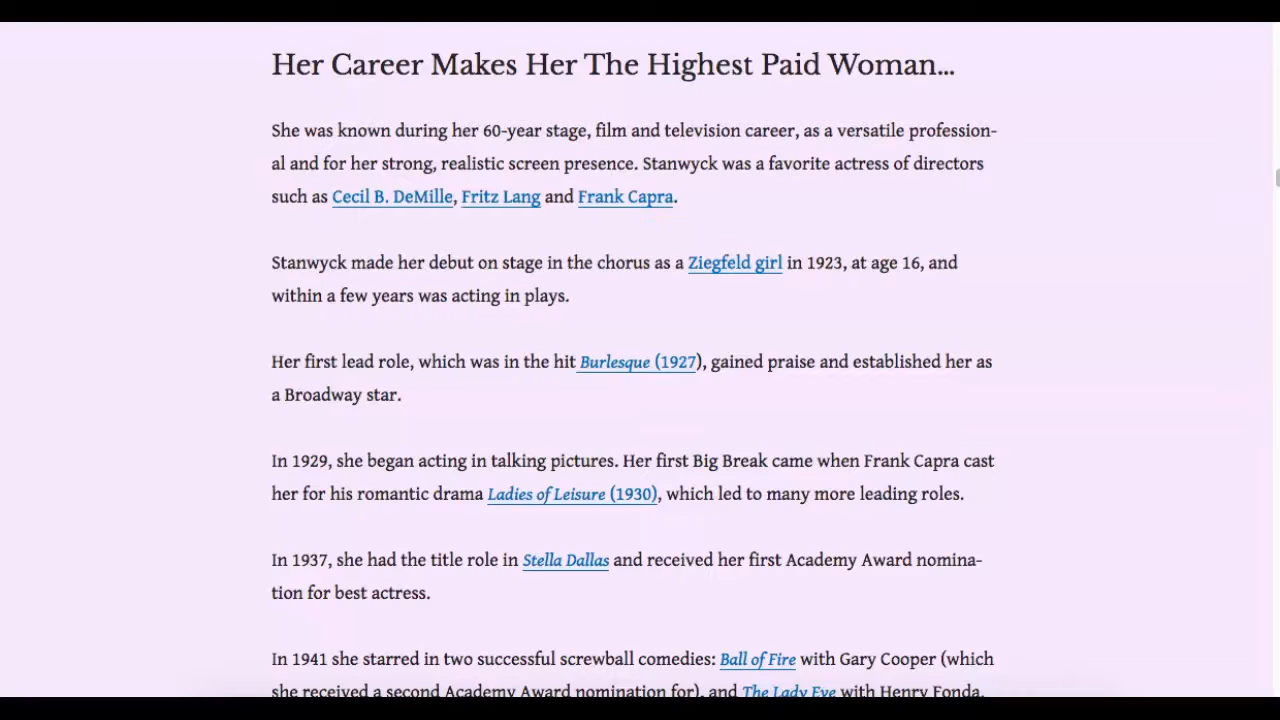 Her Career Makes Her The Highest Paid Woman...
She was known during her 60-year stage, film and television career, as a versatile profession-
al and for her strong, realistic screen presence. Stanwyck was a favorite actress of directors
such as Cecil B. DeMille, Fritz Lang and Frank Capra.
Stanwyck made her debut on stage in the chorus as a Ziegfeld girl in 1923, at age 16, and
within a few years was acting in plays.
Her first lead role, which was in the hit Burlesque (1927), gained praise and established her as
a Broadway star.
In 1929, she began acting in talking pictures. Her first Big Break came when Frank Capra cast
her for his romantic drama Ladies of Leisure (1930), which led to many more leading roles.
In 1937, she had the title role in Stella Dallas and received her first Academy Award nomina-
tion for best actress.
In 1941 she starred in two successful screwball comedies: Ball of Fire with Gary Cooper (which
she received a second Academy Award nomination for), and The Lady Eve with Henry Fonda.